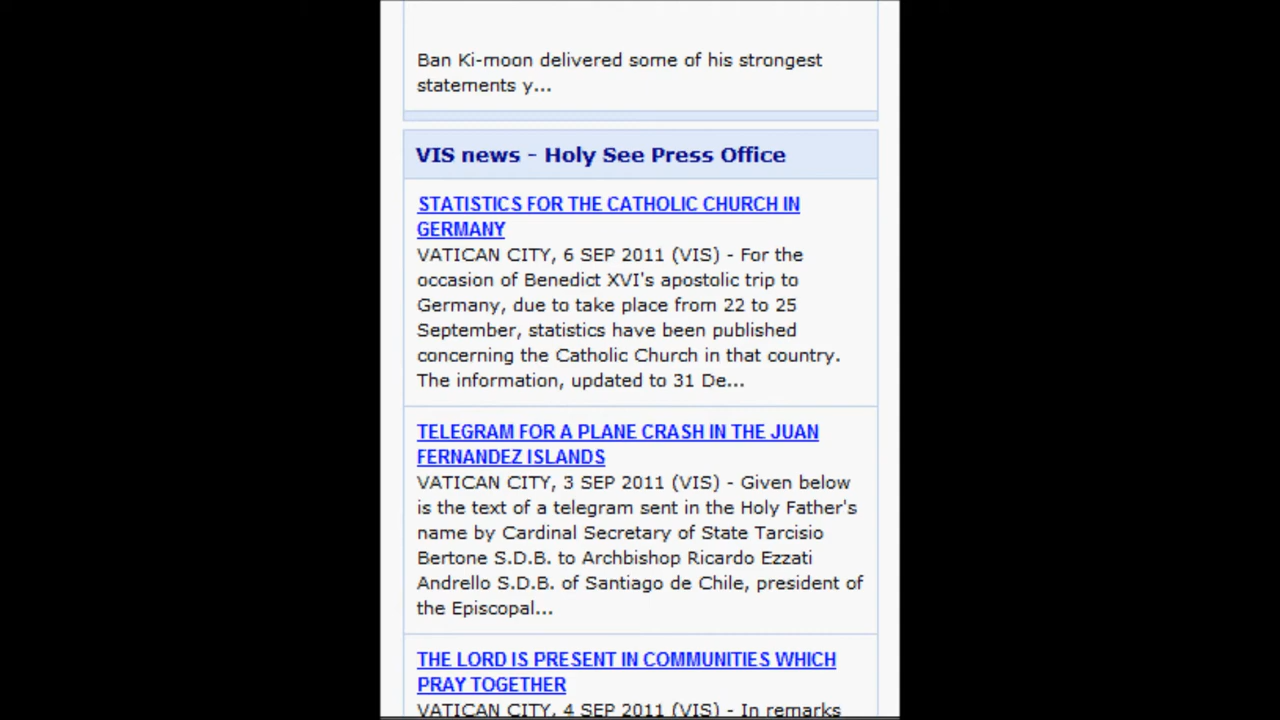 Ban Ki-moon delivered some of his strongest
statements y...
VIS news - Holy See Press Office
STATISTICS FOR THE CATHOLIC CHURCH IN
GERMANY
VATICAN CITY, 6 SEP 2011 (VIS) - For the
occasion of Benedict XVI's apostolic trip to
Germany, due to take place from 22 to 25
September, statistics have been published
concerning the Catholic Church in that country.
The information, updated to 31 De...
TELEGRAM FOR A PLANE CRASH IN THE JUAN
FERNANDEZ ISLANDS
VATICAN CITY, 3 SEP 2011 (VIS) - Given below
is the text of a telegram sent in the Holy Father's
name by Cardinal Secretary of State Tarcisio
Bertone S.D.B. to Archbishop Ricardo Ezzati
Andrello S.D.B. of Santiago de Chile, president of
the Episcopal...
THE LORD IS PRESENT IN COMMUNITIES WHICH
PRAY TOGETHER
VATICAN CITY, 4 SEP 2011 (VIS) - In remarks